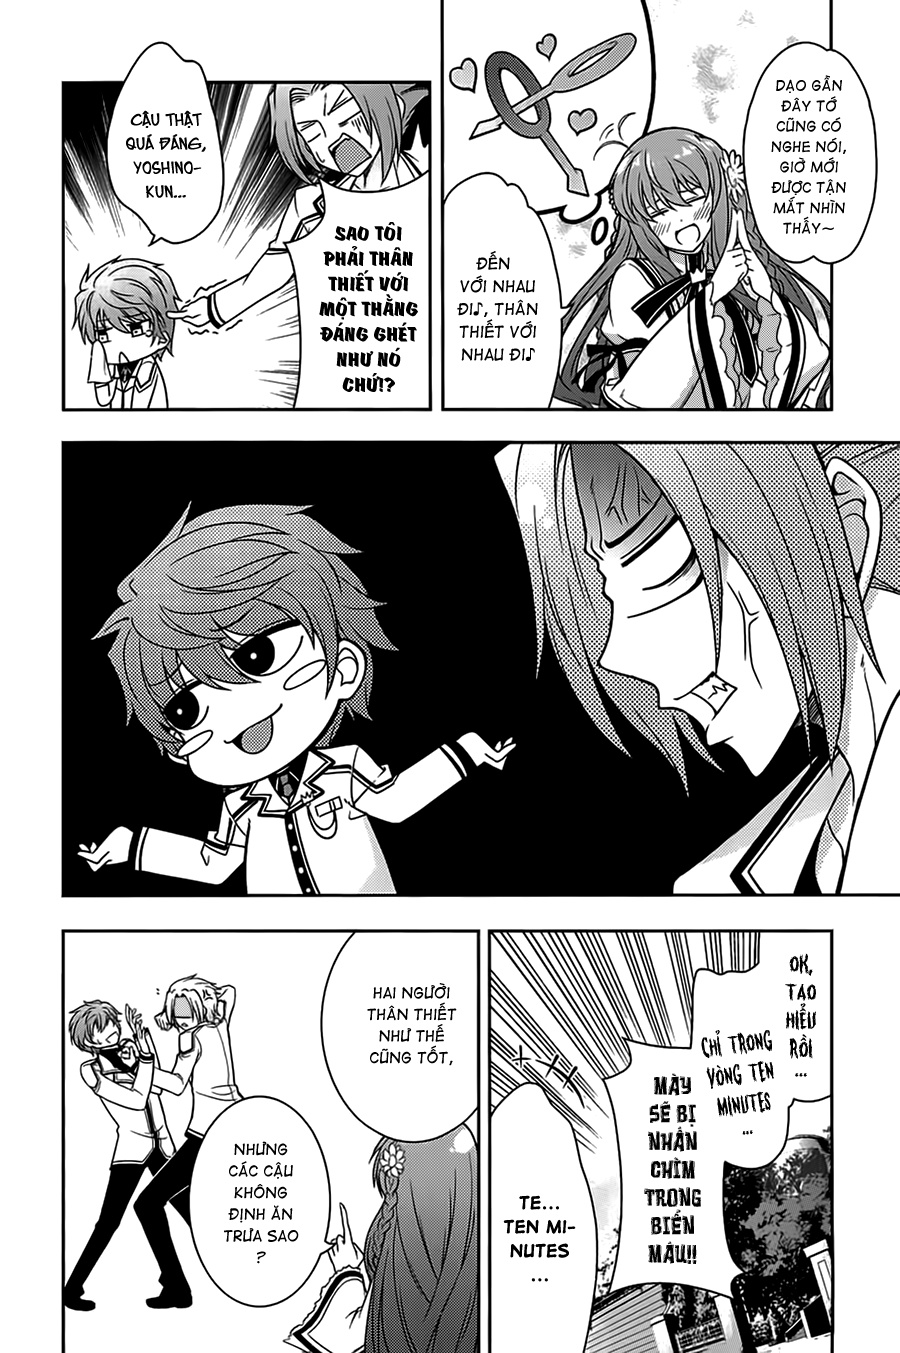 DẠO GẦN
ĐÂY TỚ
CŨNG CÓ
NGHE NÓI,
GIỜ MỚI
ĐƯỢC TẬN
MẮT NHÌN
THẤY~
ĐẾN
VỚI NHAU
ĐI♪, THÂN
THIẾT VỚI
NHAU ĐI♪
SAO TÔI
PHẢI THÂN
THIẾT VỚI
MỘT THẰNG
ĐÁNG GHÉT
NHƯ NÓ
CHỨ!?
CẬU THẬT
QUÁ ĐÁNG,
YOSHINO-
KUN...
OK,
TAO
HIỂU
RỒI
...
CHỈ TRONG
VÒNG TEN
MINUTES
...
MÀY
SẼ BỊ
NHẤN
CHÌM
TRONG
BIỂN
MÁU!!
TE...
TEN MI-
NUTES
...
HAI NGƯỜI
THÂN THIẾT
NHƯ THẾ
CŨNG TỐT,
NHƯNG
CÁC CẬU
KHÔNG
ĐỊNH ĂN
TRƯA SAO
?